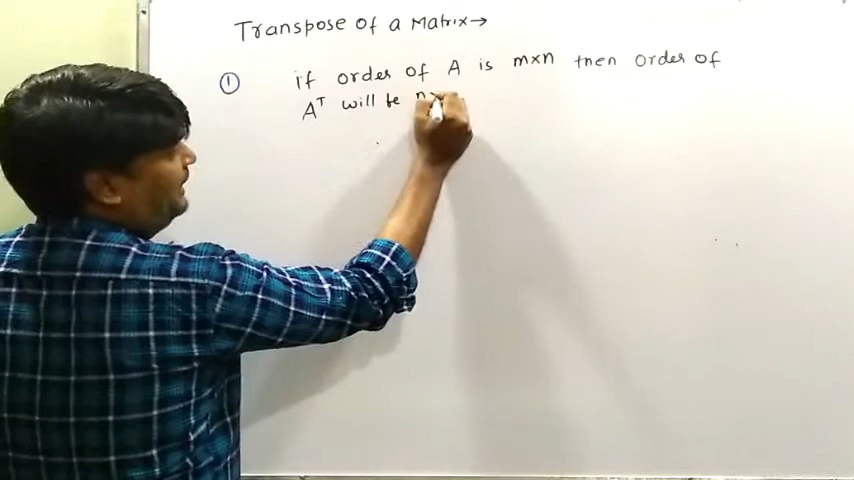 Transpose of a Matrix→
① if order of A is m×n then order of
Aᵀ will be n×